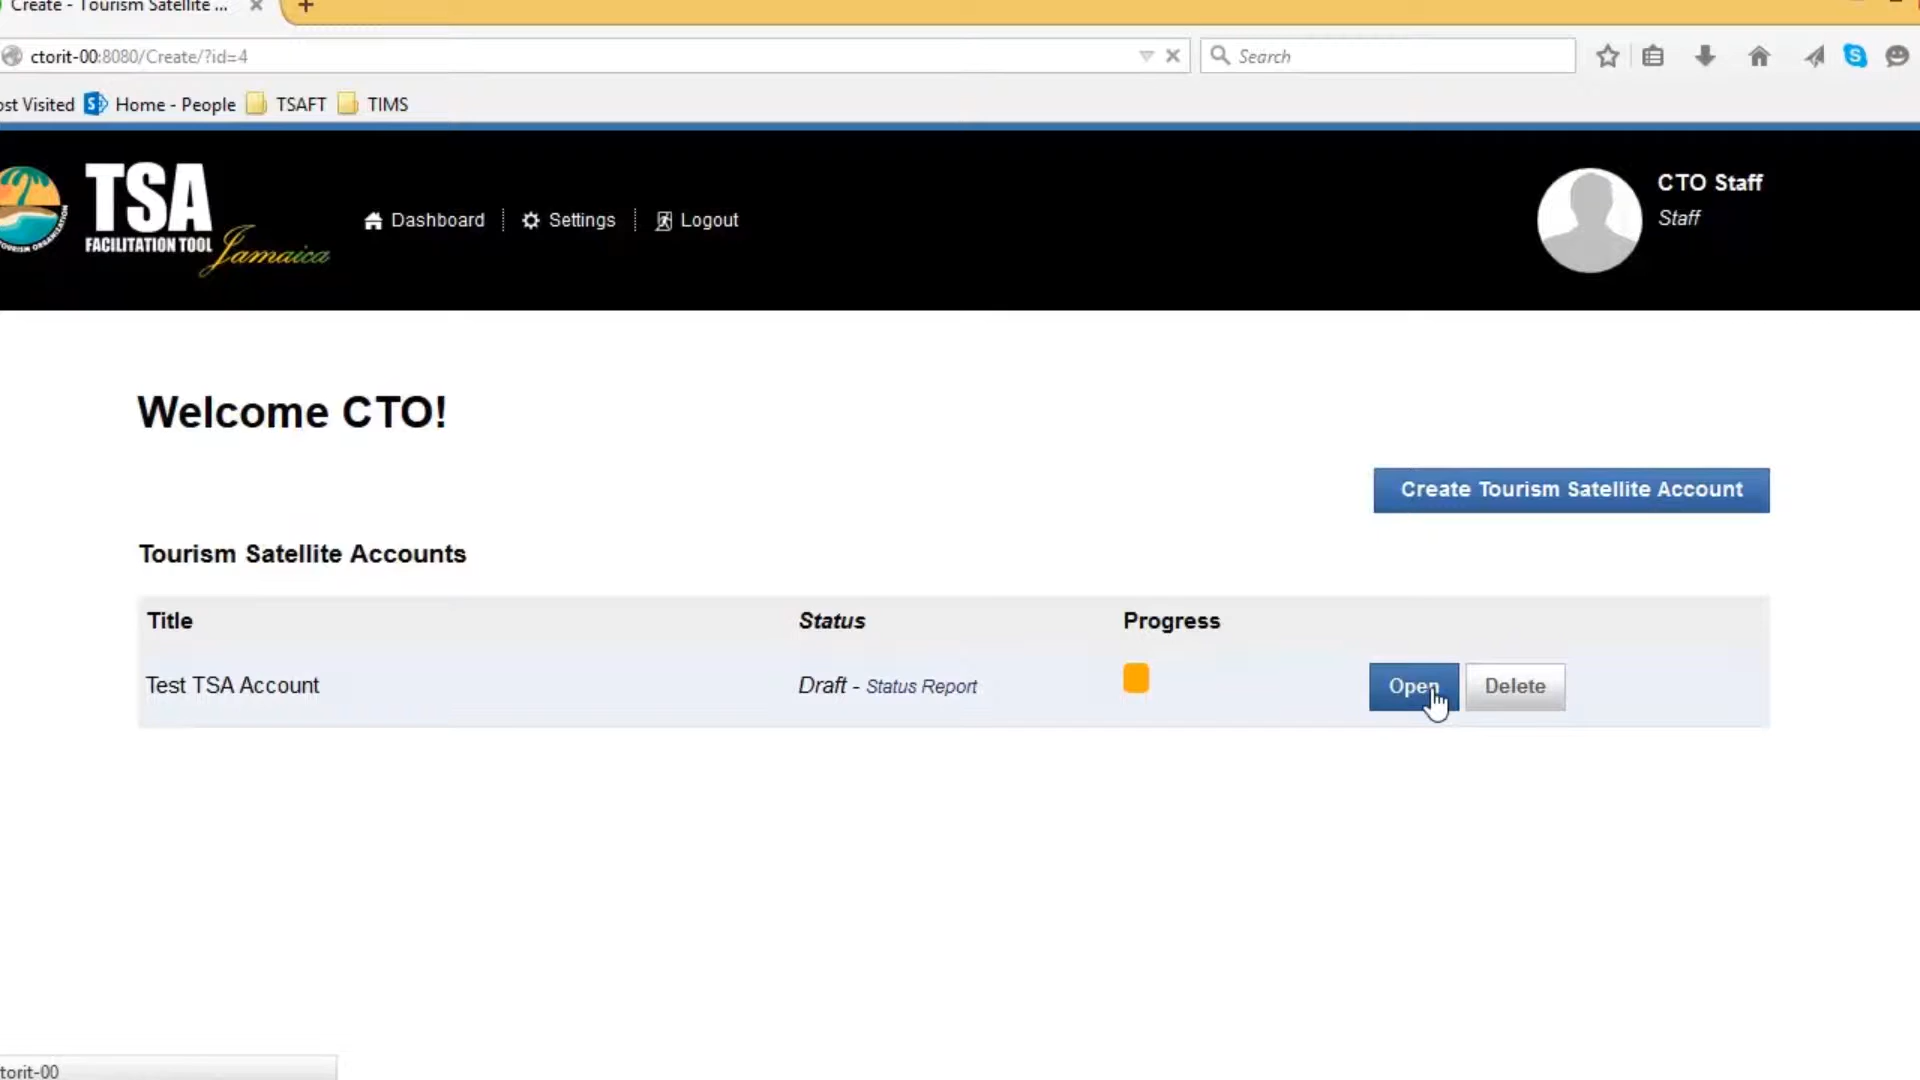 Create - Tourism Satellite ...
ctorit-00:8080/Create/?id=4
Search
ost Visited Home - People TSAFT TIMS
TSA
FACILITATION TOOL
Jamaica
Dashboard Settings Logout
CTO Staff
Staff
Welcome CTO!
Create Tourism Satellite Account
Tourism Satellite Accounts
Title Status Progress
Test TSA Account Draft - Status Report Open Delete
torit-00